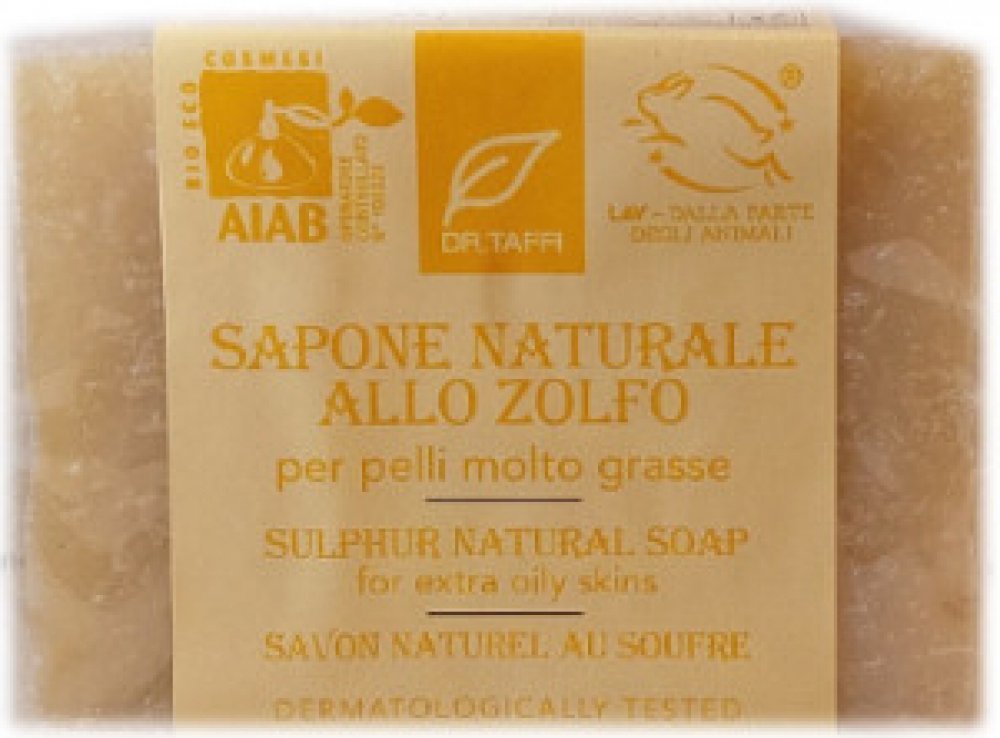 COSMESI
BIO ECO
AIAB
DR. TAFFI
®
LAV - DALLA PARTE
DEGLI ANIMALI
SAPONE NATURALE
ALLO ZOLFO
per pelli molto grasse
SULPHUR NATURAL SOAP
for extra oily skins
SAVON NATUREL AU SOUFRE
DERMATOLOGICALLY TESTED